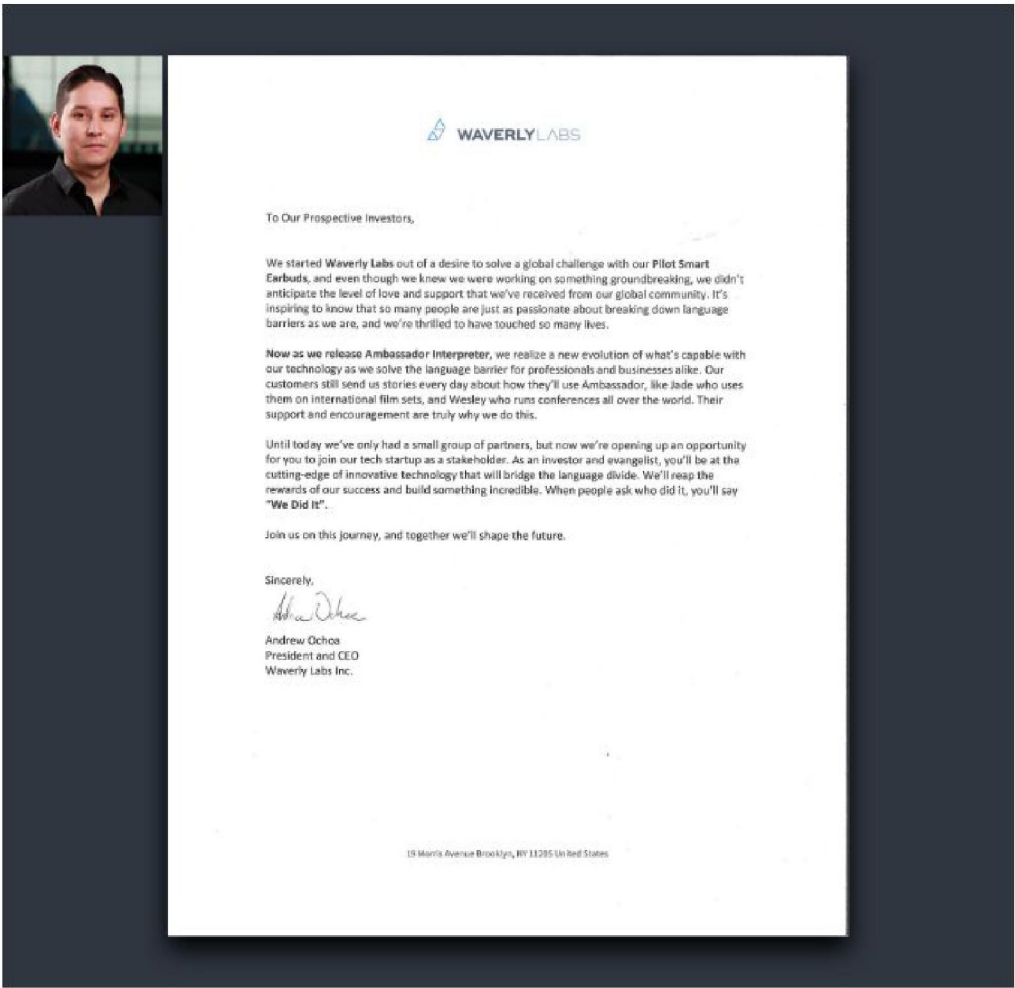 WAVERLYLABS
To Our Prospective Investors,
We started Waverly Labs out of a desire to solve a global challenge with our Pilot Smart
Earbuds, and even though we knew we were working on something groundbreaking, we didn't
anticipate the level of love and support that we've received from our global community. It's
inspiring to know that so many people are just as passionate about breaking down language
barriers as we are, and we're thrilled to have touched so many lives.
Now as we release Ambassador Interpreter, we realize a new evolution of what's capable with
our technology as we solve the language barrier for professionals and businesses alike. Our
customers still send us stories every day about how they'll use Ambassador, like Jade who uses
them on international film sets, and Wesley who runs conferences all over the world. Their
support and encouragement are truly why we do this.
Until today we've only had a small group of partners, but now we're opening up an opportunity
for you to join our tech startup as a stakeholder. As an investor and evangelist, you'll be at the
cutting-edge of innovative technology that will bridge the language divide. We'll reap the
rewards of our success and build something incredible. When people ask who did it, you'll say
"We Did It".
Join us on this journey, and together we'll shape the future.
Sincerely,
Andrew Ochoa
President and CEO
Waverly Labs Inc.
19 Morris Avenue Brooklyn, NY 11205 United States